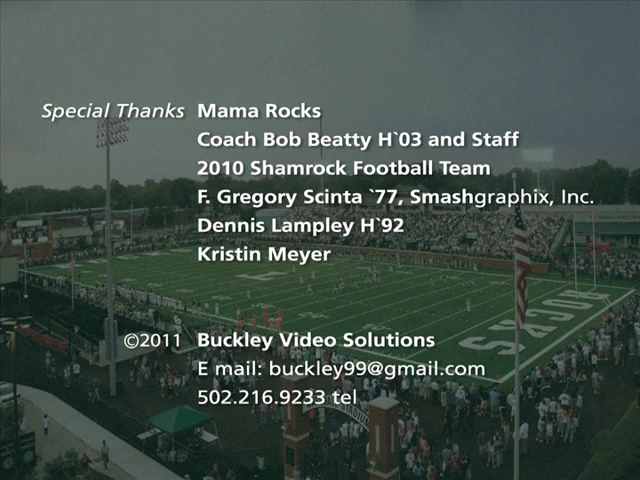 Special Thanks Mama Rocks
Coach Bob Beatty H`03 and Staff
2010 Shamrock Football Team
F. Gregory Scinta `77, Smashgraphix, Inc.
Dennis Lampley H`92
Kristin Meyer
©2011 Buckley Video Solutions
E mail: buckley99@gmail.com
502.216.9233 tel
ROCKS